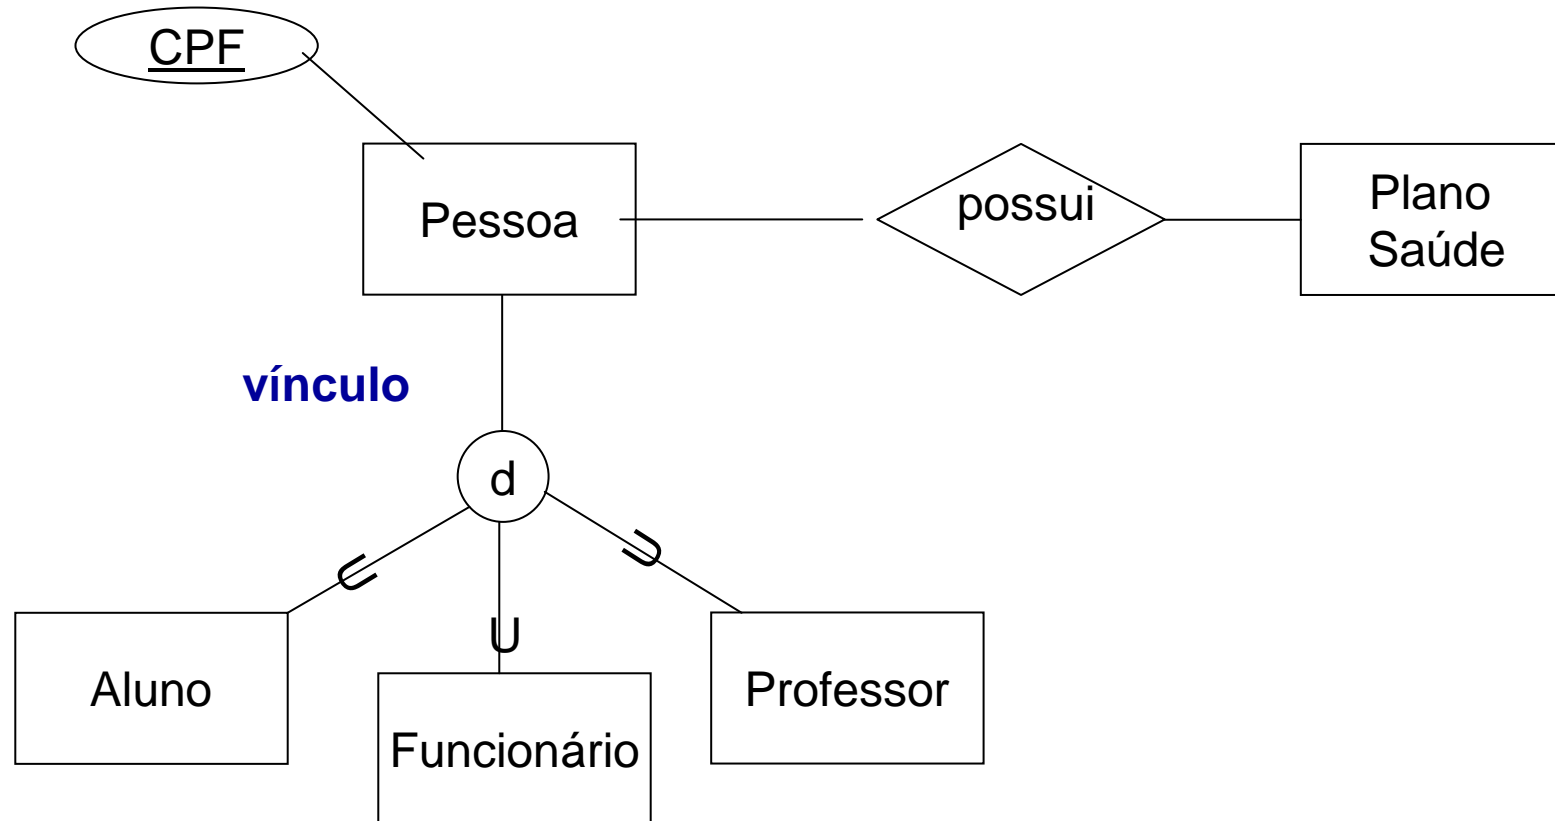 CPF
Pessoa
possui
Plano
Saúde
vínculo
d
U
U
U
Aluno
Funcionário
Professor